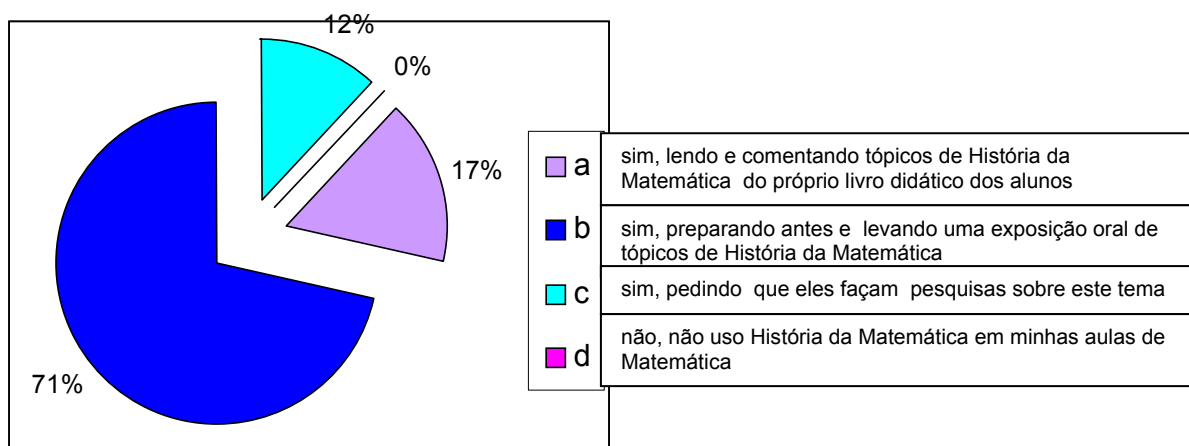 12%
0%
17%
71%
a sim, lendo e comentando tópicos de História da
Matemática do próprio livro didático dos alunos
b sim, preparando antes e levando uma exposição oral de
tópicos de História da Matemática
c sim, pedindo que eles façam pesquisas sobre este tema
d não, não uso História da Matemática em minhas aulas de
Matemática